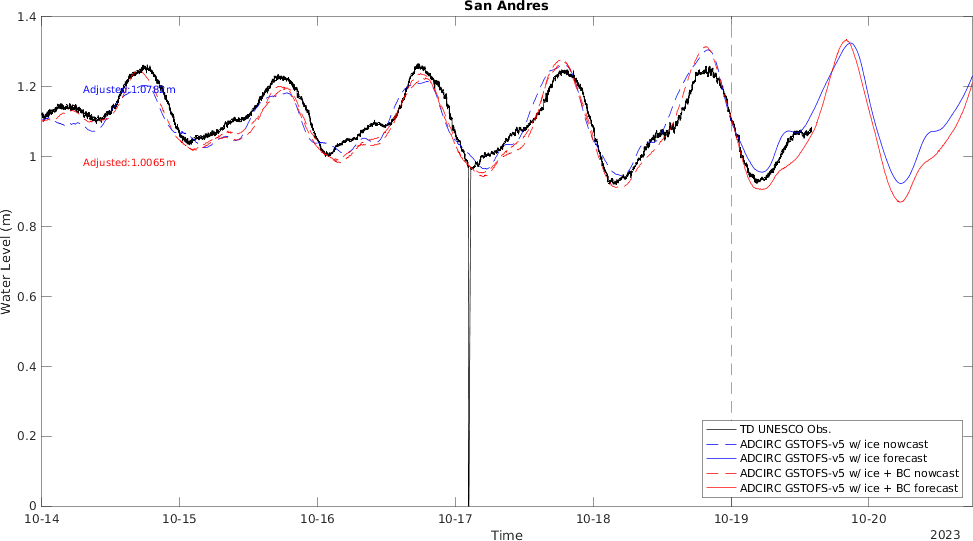 San Andres
1.4
1.2
1
0.8
0.6
0.4
0.2
0
Water Level (m)
Adjusted:1.0782m
Adjusted:1.0065m
TD UNESCO Obs.
ADCIRC GSTOFS-v5 w/ ice nowcast
ADCIRC GSTOFS-v5 w/ ice forecast
ADCIRC GSTOFS-v5 w/ ice + BC nowcast
ADCIRC GSTOFS-v5 w/ ice + BC forecast
10-14 10-15 10-16 10-17 10-18 10-19 10-20
Time
2023